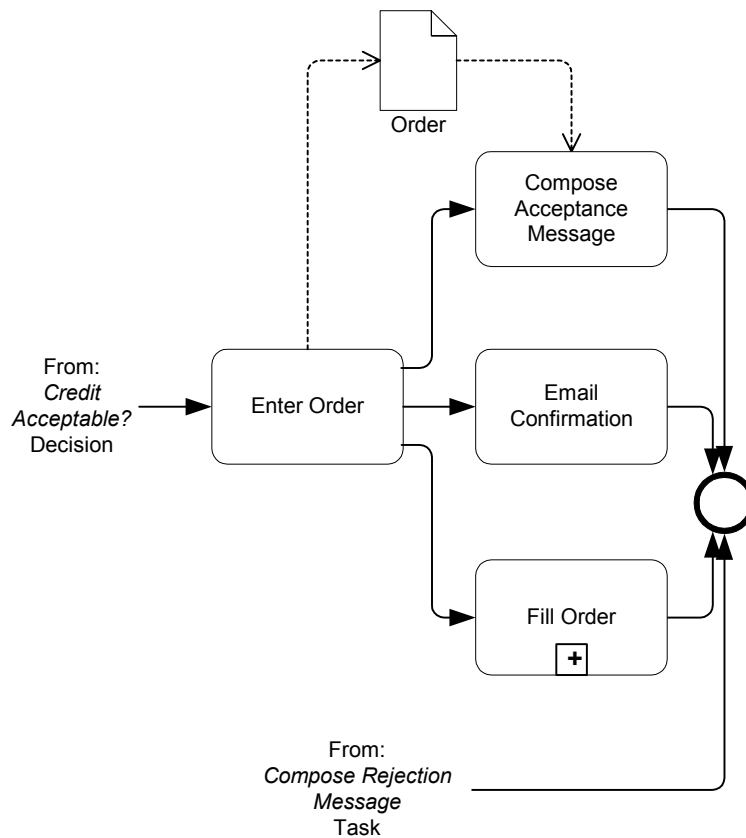 Order
Compose
Acceptance
Message
From:
Credit
Acceptable?
Decision
Enter Order
Email
Confirmation
Fill Order
+
From:
Compose Rejection
Message
Task